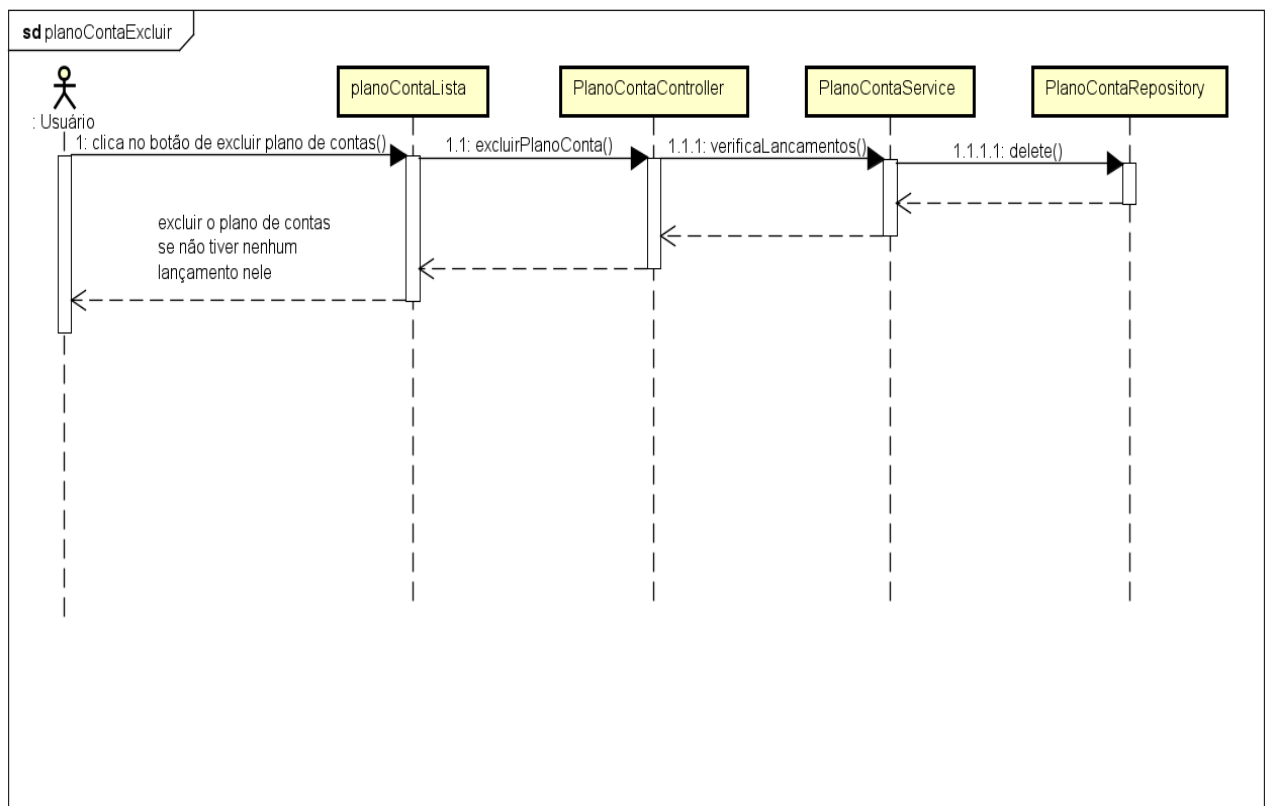 sd planoContaExcluir
planoContaLista
PlanoContaController
PlanoContaService
PlanoContaRepository
: Usuário
1: clica no botão de excluir plano de contas()
1.1: excluirPlanoConta()
1.1.1: verificaLancamentos()
1.1.1.1: delete()
excluir o plano de contas
se não tiver nenhum
lançamento nele